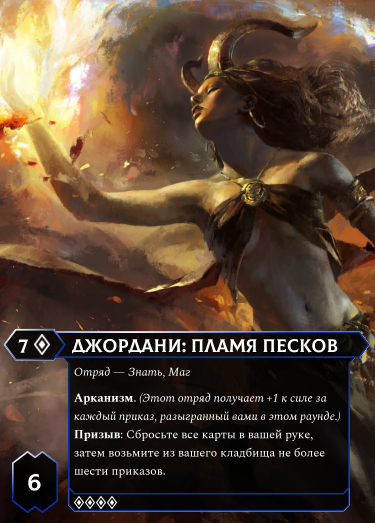 7 ДЖОРДАНИ: ПЛАМЯ ПЕСКОВ
Отряд — Знать, Маг
Арканизм. (Этот отряд получает +1 к силе за
каждый приказ, разыгранный вами в этом раунде.)
Призыв: Сбросьте все карты в вашей руке,
затем возьмите из вашего кладбища не более
шести приказов.
6